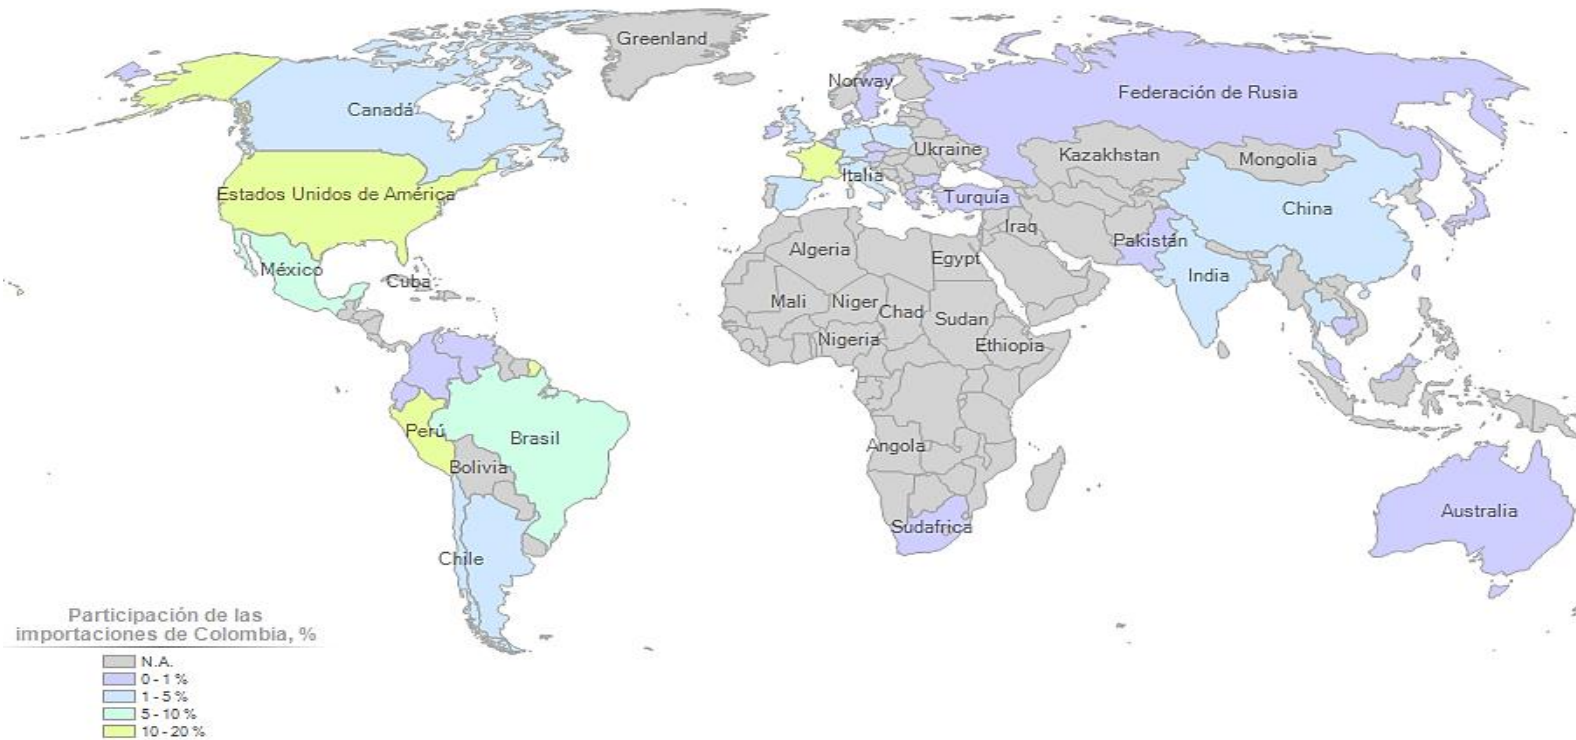 Greenland
Norway
Federación de Rusia
Canadá
Ukraine
Kazakhstan
Mongolia
Italia
Estados Unidos de América
Turquía
China
Iraq
Pakistán
Algeria
Egypt
México
India
Cuba
Mali
Niger
Chad
Sudan
Nigeria
Ethiopia
Perú
Brasil
Angola
Bolivia
Australia
Sudafrica
Chile
Participación de las
importaciones de Colombia, %
N.A.
0 - 1 %
1 - 5 %
5 - 10 %
10 - 20 %